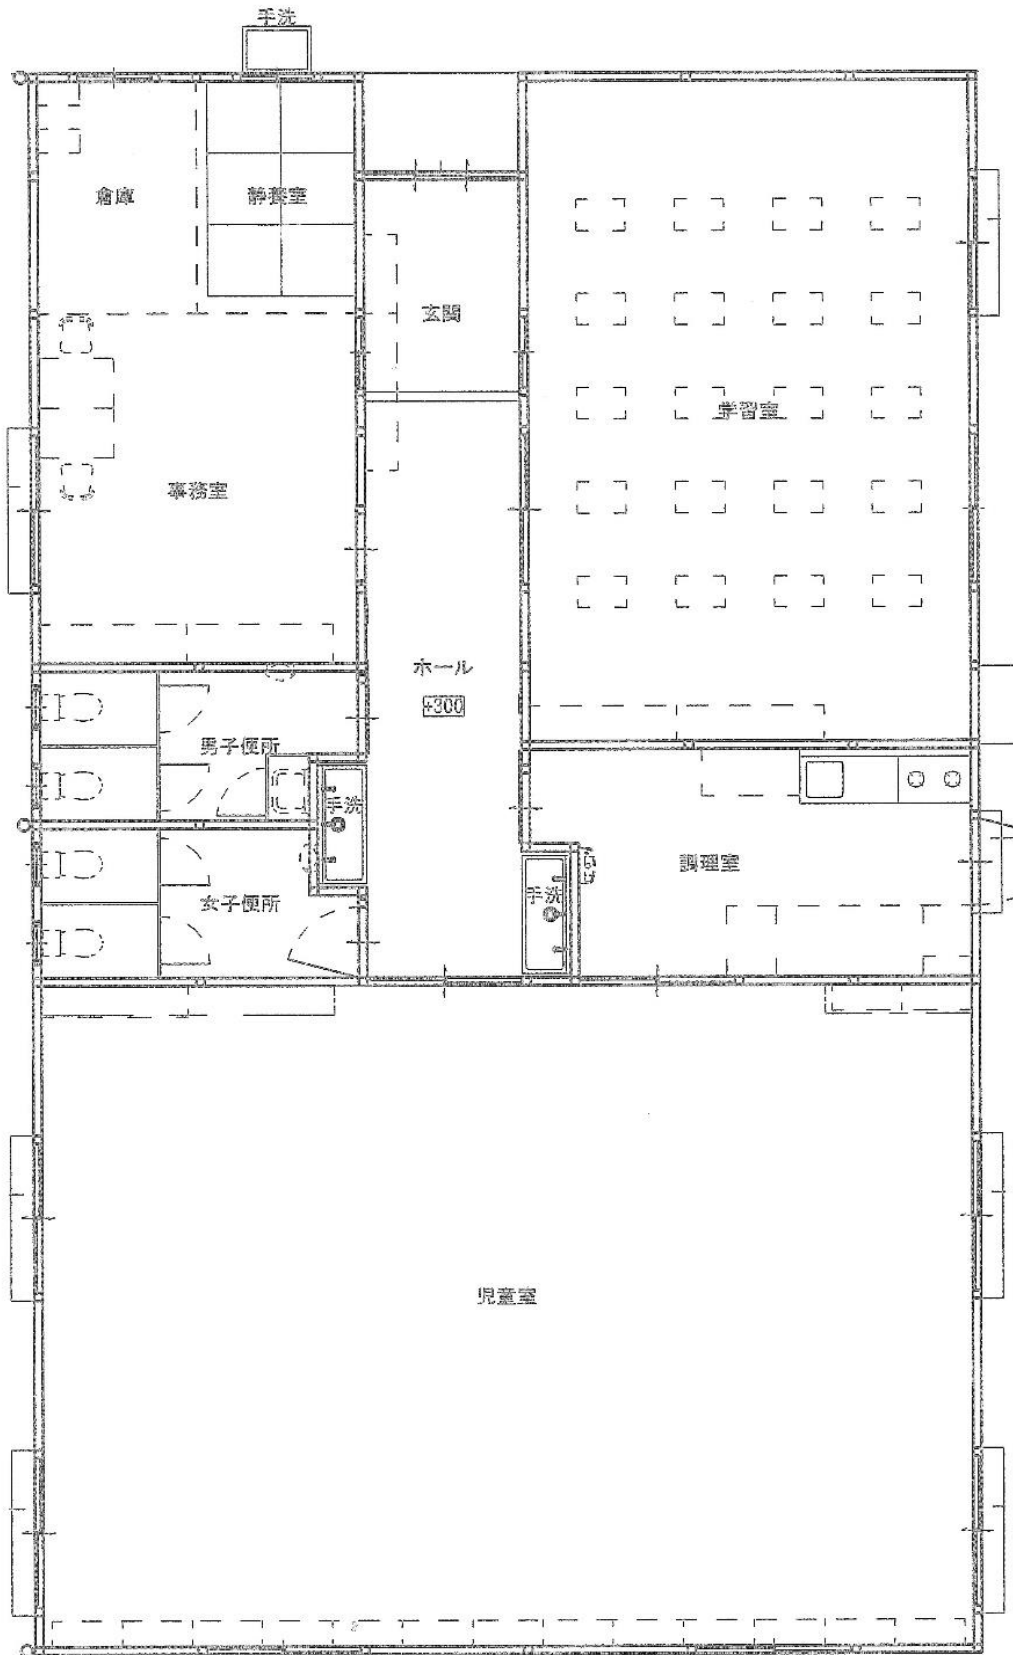 手洗
倉庫
静養室
玄関
学習室
事務室
ホール
+300
男子便所
手洗
調理室
手洗
女子便所
児童室